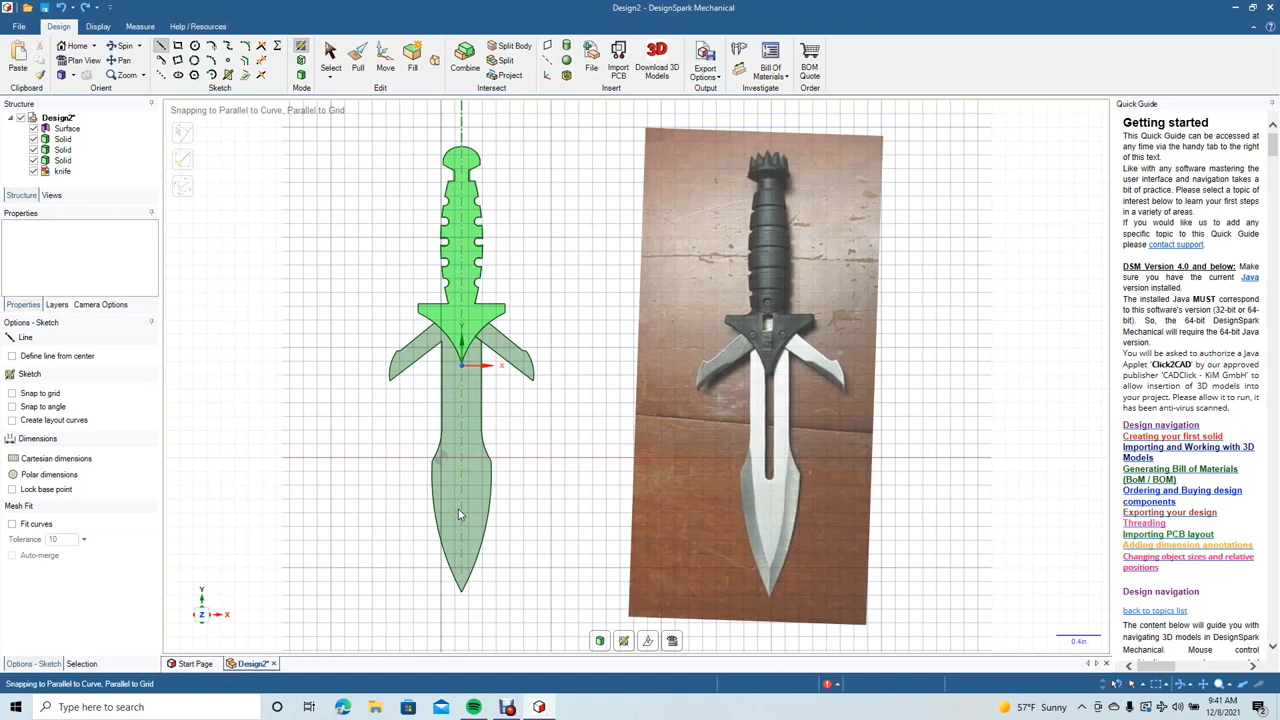 Design2 - DesignSpark Mechanical
File Design Display Measure Help / Resources
Paste
Clipboard
Home
Plan View
Spin
Pan
Zoom
Orient
Sketch
Mode
Select
Pull
Move
Fill
Edit
Combine
Split Body
Split
Project
Intersect
File
Import
PCB
Download 3D
Models
3D
Insert
Export
Options
Output
Bill Of
Materials
Investigate
BOM
Quote
Order
Structure
Design2*
Surface
Solid
Solid
Solid
knife
Structure Views
Properties
Properties Layers Camera Options
Options - Sketch
Line
Define line from center
Sketch
Snap to grid
Snap to angle
Create layout curves
Dimensions
Cartesian dimensions
Polar dimensions
Lock base point
Mesh Fit
Fit curves
Tolerance 10
Auto-merge
Options - Sketch Selection
Snapping to Parallel to Curve, Parallel to Grid
Y
X
Y
Z X
0.4in
Start Page Design2*
Quick Guide
Getting started
This Quick Guide can be accessed at
any time via the handy tab to the right
of this text.
Like with any software mastering the
user interface and navigation takes a
bit of practice. Please select a topic of
interest below to learn your first steps
in a variety of areas.
If you would like us to add any
specific topic to this Quick Guide
please contact support.
DSM Version 4.0 and below: Make
sure you have the current Java
version installed.
The installed Java MUST correspond
to this software's version (32-bit or 64-
bit). So, the 64-bit DesignSpark
Mechanical will require the 64-bit Java
version.
You will be asked to authorize a Java
Applet 'Click2CAD' by our approved
publisher 'CADClick - KiM GmbH' to
allow insertion of 3D models into
your project. Please allow it to run, it
has been anti-virus scanned.
Design navigation
Creating your first solid
Importing and Working with 3D
Models
Generating Bill of Materials
(BoM / BOM)
Ordering and Buying design
components
Exporting your design
Threading
Importing PCB layout
Adding dimension annotations
Changing object sizes and relative
positions
Design navigation
back to topics list
The content below will guide you with
navigating 3D models in DesignSpark
Mechanical. Mouse control
Snapping to Parallel to Curve, Parallel to Grid
Type here to search
57°F Sunny
9:41 AM
12/8/2021
2